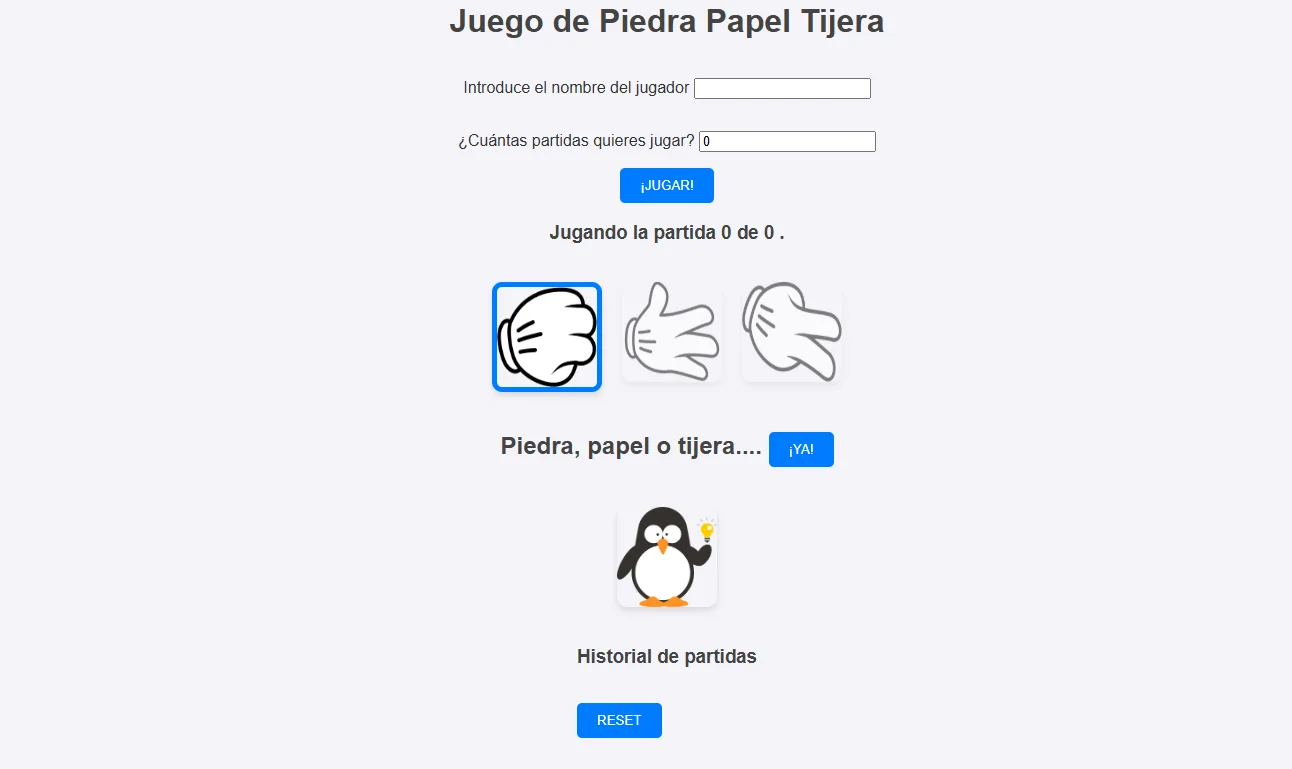 Juego de Piedra Papel Tijera
Introduce el nombre del jugador
¿Cuántas partidas quieres jugar? 0
¡JUGAR!
Jugando la partida 0 de 0 .
Piedra, papel o tijera.... ¡YA!
Historial de partidas
RESET